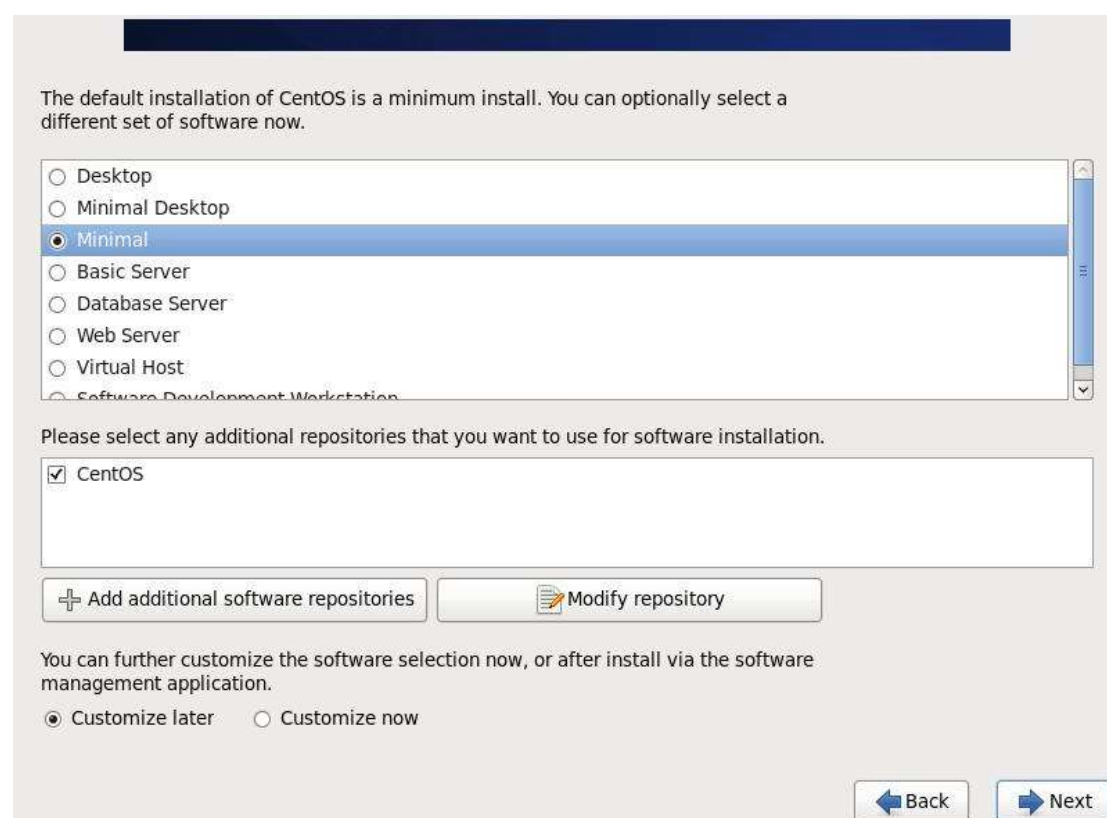 The default installation of CentOS is a minimum install. You can optionally select a
different set of software now.
Desktop
Minimal Desktop
Minimal
Basic Server
Database Server
Web Server
Virtual Host
Software Development Workstation
Please select any additional repositories that you want to use for software installation.
CentOS
Add additional software repositories
Modify repository
You can further customize the software selection now, or after install via the software
management application.
Customize later
Customize now
Back
Next